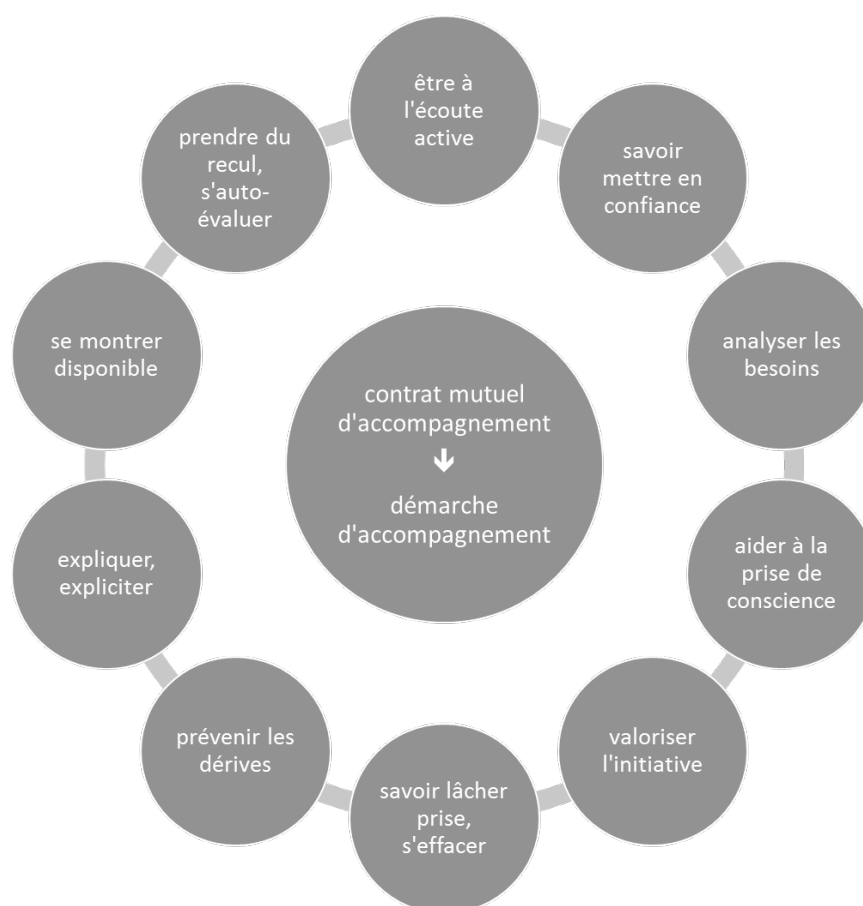 être à
l'écoute
active
savoir
mettre en
confiance
analyser les
besoins
aider à la
prise de
conscience
valoriser
l'initiative
savoir lâcher
prise,
s'effacer
prévenir les
dérives
expliquer,
expliciter
se montrer
disponible
prendre du
recul,
s'auto-
évaluer
contrat mutuel
d'accompagnement
↓
démarche
d'accompagnement